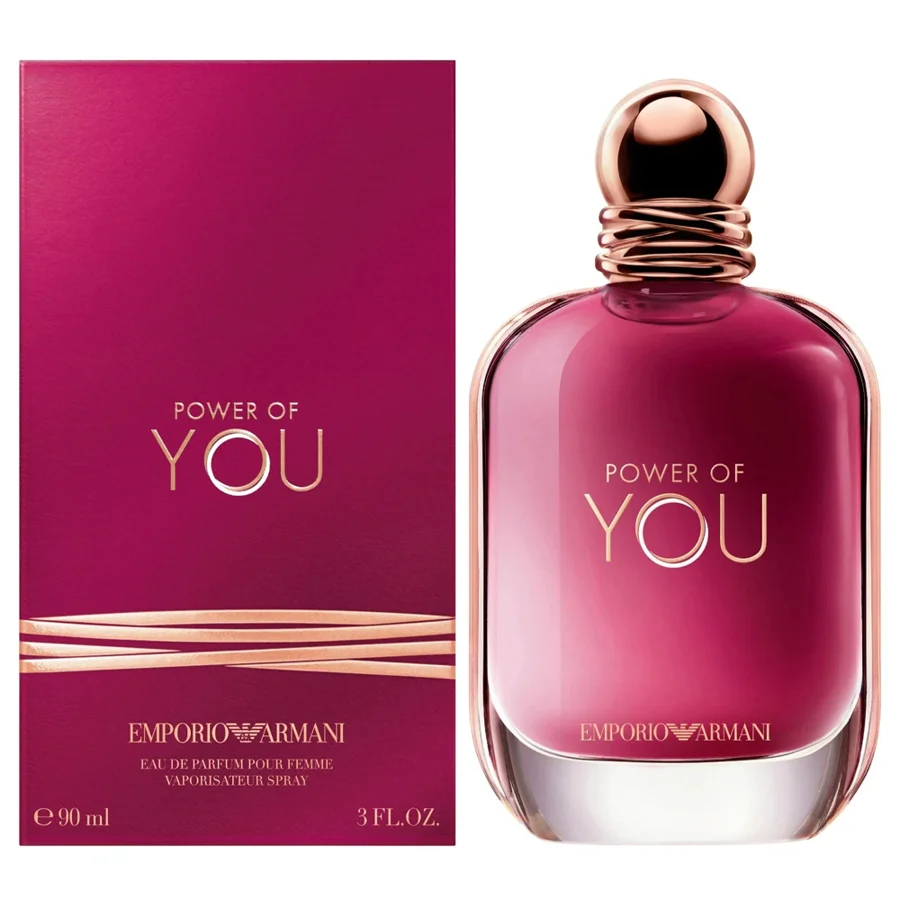 POWER OF
YOU
EMPORIO ARMANI
EAU DE PARFUM POUR FEMME
VAPORISATEUR SPRAY
℮ 90 ml
3 FL.OZ.
POWER OF
YOU
EMPORIO ARMANI